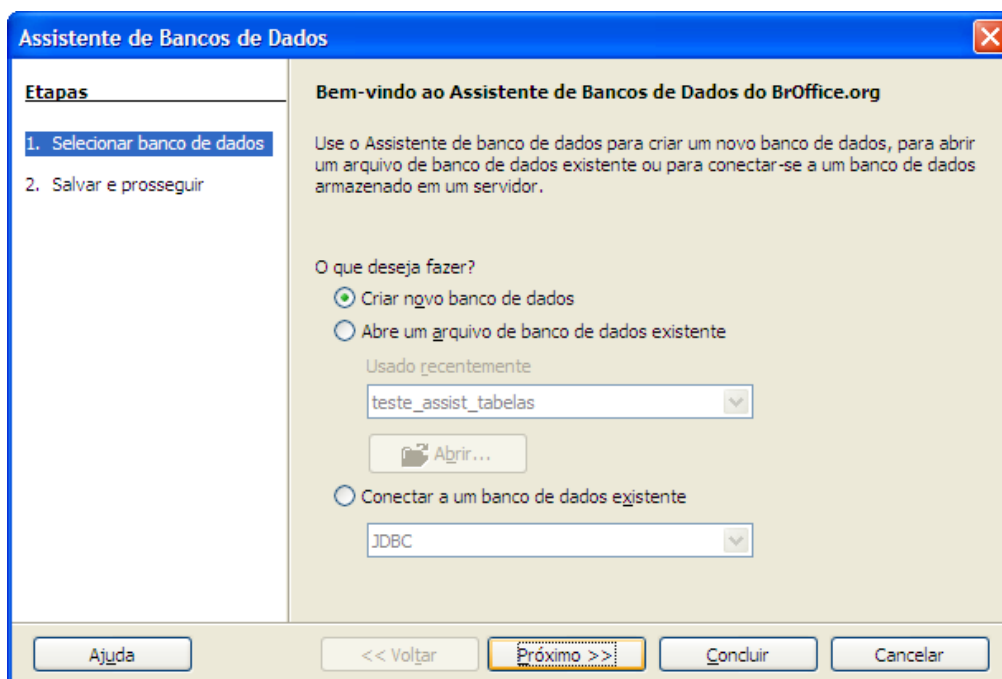 Assistente de Bancos de Dados
Etapas
1. Selecionar banco de dados
2. Salvar e prosseguir
Bem-vindo ao Assistente de Bancos de Dados do BrOffice.org
Use o Assistente de banco de dados para criar um novo banco de dados, para abrir
um arquivo de banco de dados existente ou para conectar-se a um banco de dados
armazenado em um servidor.
O que deseja fazer?
Criar novo banco de dados
Abre um arquivo de banco de dados existente
Usado recentemente
teste_assist_tabelas
Abrir...
Conectar a um banco de dados existente
JDBC
Ajuda
<< Voltar
Próximo >>
Concluir
Cancelar